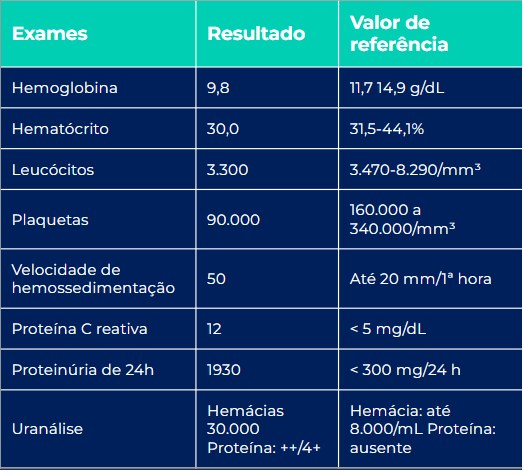 Exames Resultado Valor de
referência
Hemoglobina 9,8 11,7 14,9 g/dL
Hematócrito 30,0 31,5-44,1%
Leucócitos 3.300 3.470-8.290/mm³
Plaquetas 90.000 160.000 a
340.000/mm³
Velocidade de
hemossedimentação 50 Até 20 mm/1ª hora
Proteína C reativa 12 < 5 mg/dL
Proteinúria de 24h 1930 < 300 mg/24 h
Uranálise Hemácias
30.000
Proteína: ++/4+ Hemácia: até
8.000/mL Proteína:
ausente